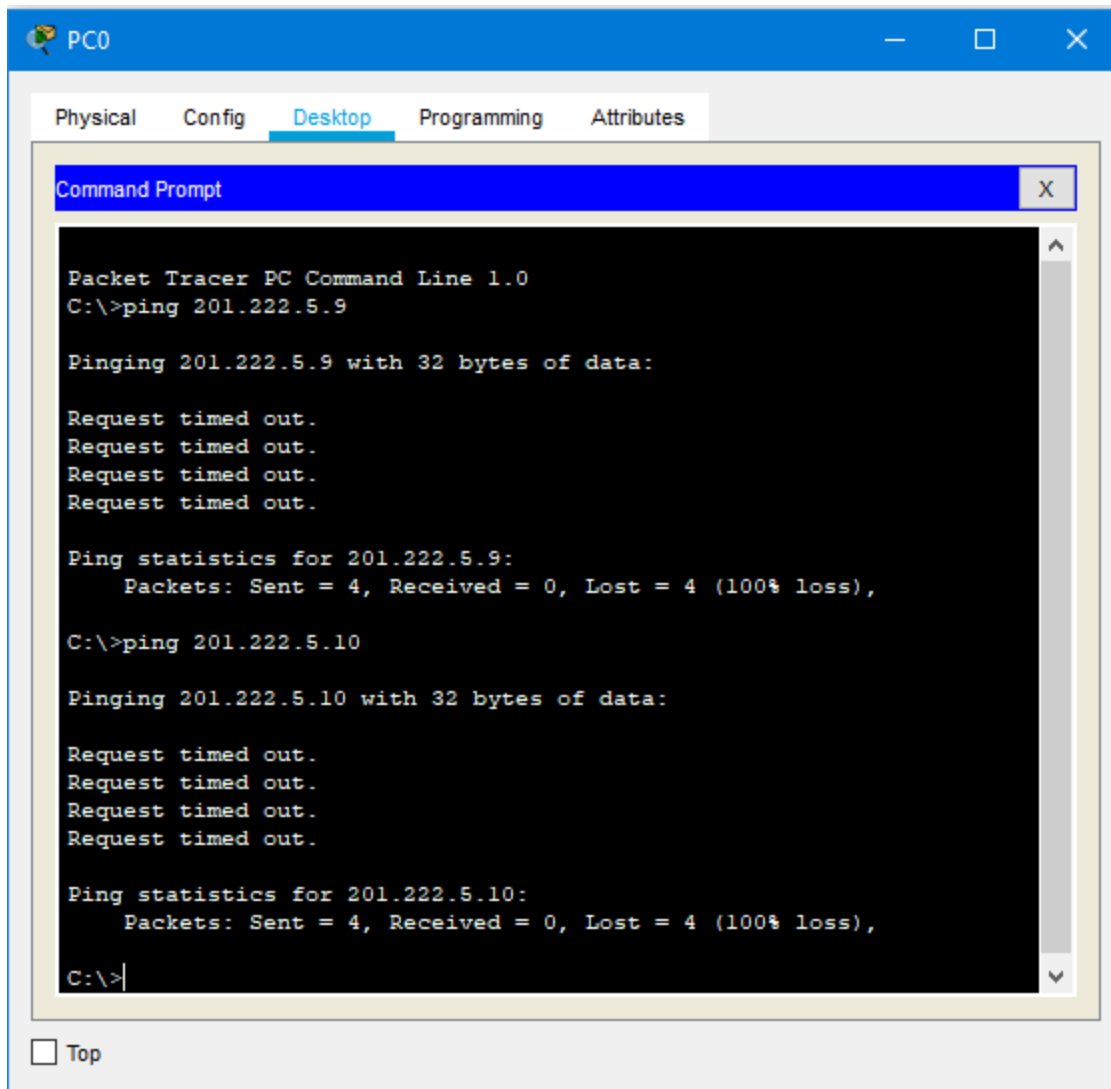 PC0
Physical Config Desktop Programming Attributes
Command Prompt
X
Packet Tracer PC Command Line 1.0
C:\>ping 201.222.5.9
Pinging 201.222.5.9 with 32 bytes of data:
Request timed out.
Request timed out.
Request timed out.
Request timed out.
Ping statistics for 201.222.5.9:
Packets: Sent = 4, Received = 0, Lost = 4 (100% loss),
C:\>ping 201.222.5.10
Pinging 201.222.5.10 with 32 bytes of data:
Request timed out.
Request timed out.
Request timed out.
Request timed out.
Ping statistics for 201.222.5.10:
Packets: Sent = 4, Received = 0, Lost = 4 (100% loss),
C:\>
Top